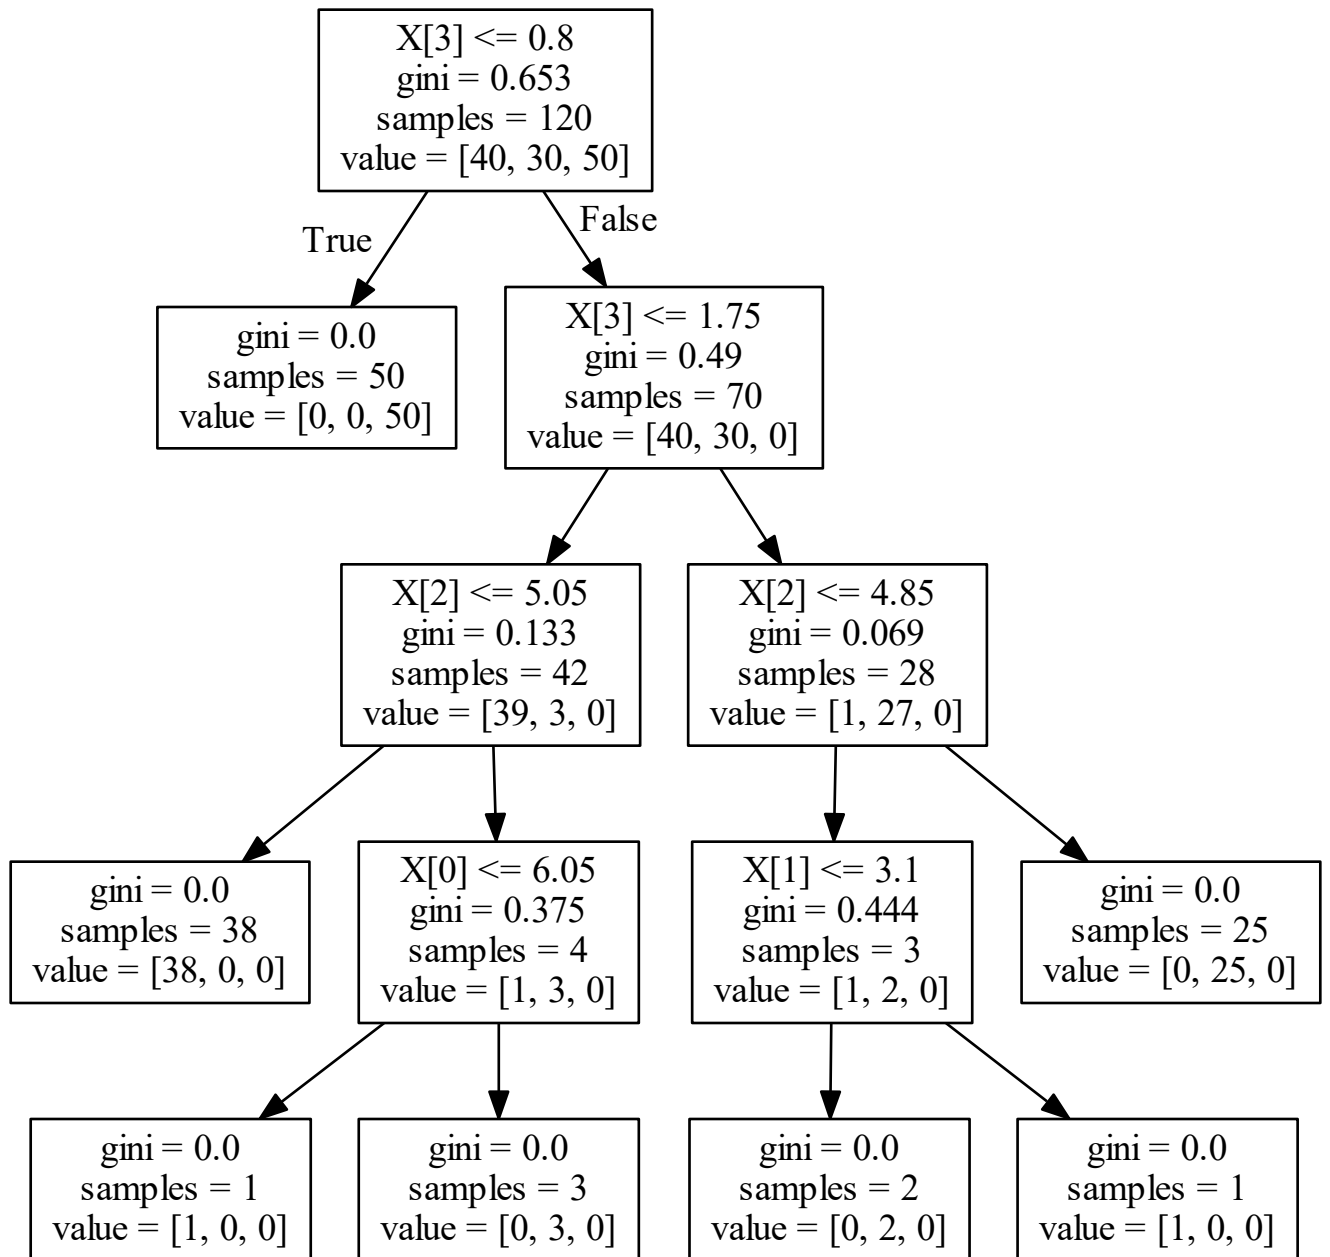 X[3] <= 0.8
gini = 0.653
samples = 120
value = [40, 30, 50]
True
False
gini = 0.0
samples = 50
value = [0, 0, 50]
X[3] <= 1.75
gini = 0.49
samples = 70
value = [40, 30, 0]
X[2] <= 5.05
gini = 0.133
samples = 42
value = [39, 3, 0]
X[2] <= 4.85
gini = 0.069
samples = 28
value = [1, 27, 0]
gini = 0.0
samples = 38
value = [38, 0, 0]
X[0] <= 6.05
gini = 0.375
samples = 4
value = [1, 3, 0]
X[1] <= 3.1
gini = 0.444
samples = 3
value = [1, 2, 0]
gini = 0.0
samples = 25
value = [0, 25, 0]
gini = 0.0
samples = 1
value = [1, 0, 0]
gini = 0.0
samples = 3
value = [0, 3, 0]
gini = 0.0
samples = 2
value = [0, 2, 0]
gini = 0.0
samples = 1
value = [1, 0, 0]